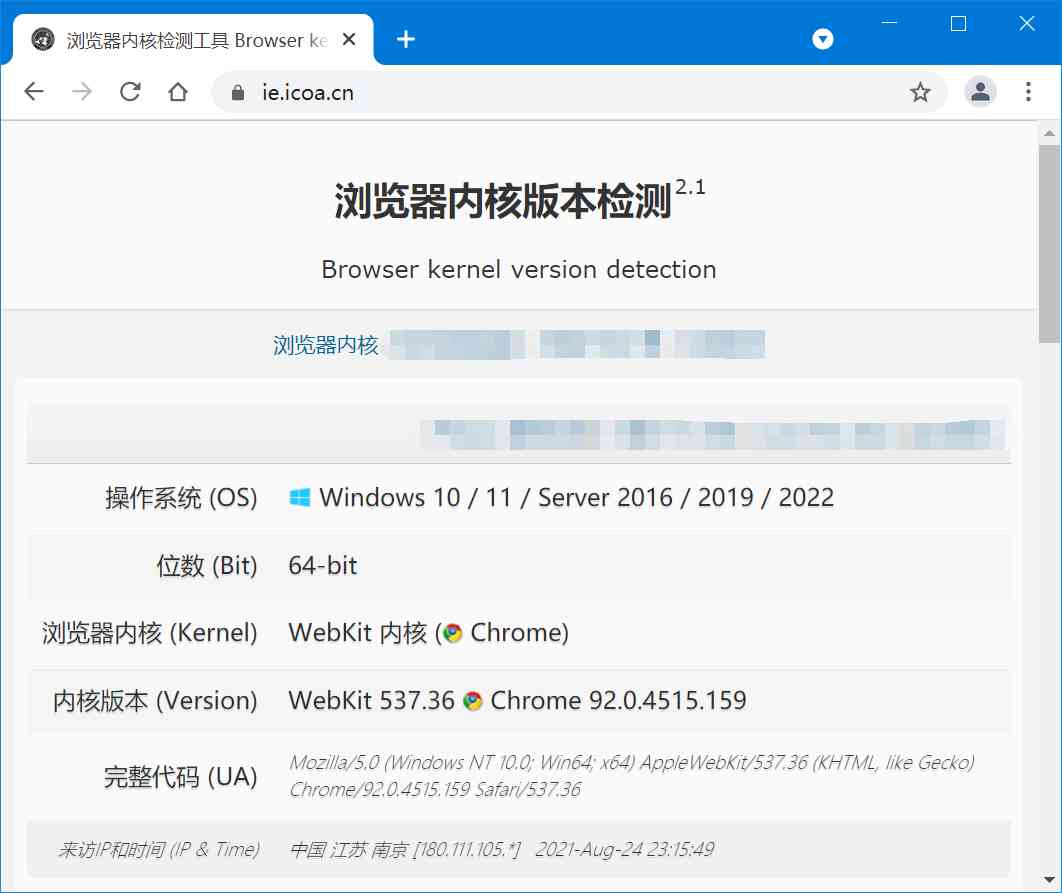 浏览器内核检测工具 Browser ke
ie.icoa.cn
浏览器内核版本检测2.1
Browser kernel version detection
浏览器内核
操作系统 (OS) Windows 10 / 11 / Server 2016 / 2019 / 2022
位数 (Bit) 64-bit
浏览器内核 (Kernel) WebKit 内核 ( Chrome)
内核版本 (Version) WebKit 537.36 Chrome 92.0.4515.159
完整代码 (UA) Mozilla/5.0 (Windows NT 10.0; Win64; x64) AppleWebKit/537.36 (KHTML, like Gecko)
Chrome/92.0.4515.159 Safari/537.36
来访IP和时间 (IP & Time) 中国 江苏 南京 [180.111.105.*] 2021-Aug-24 23:15:49